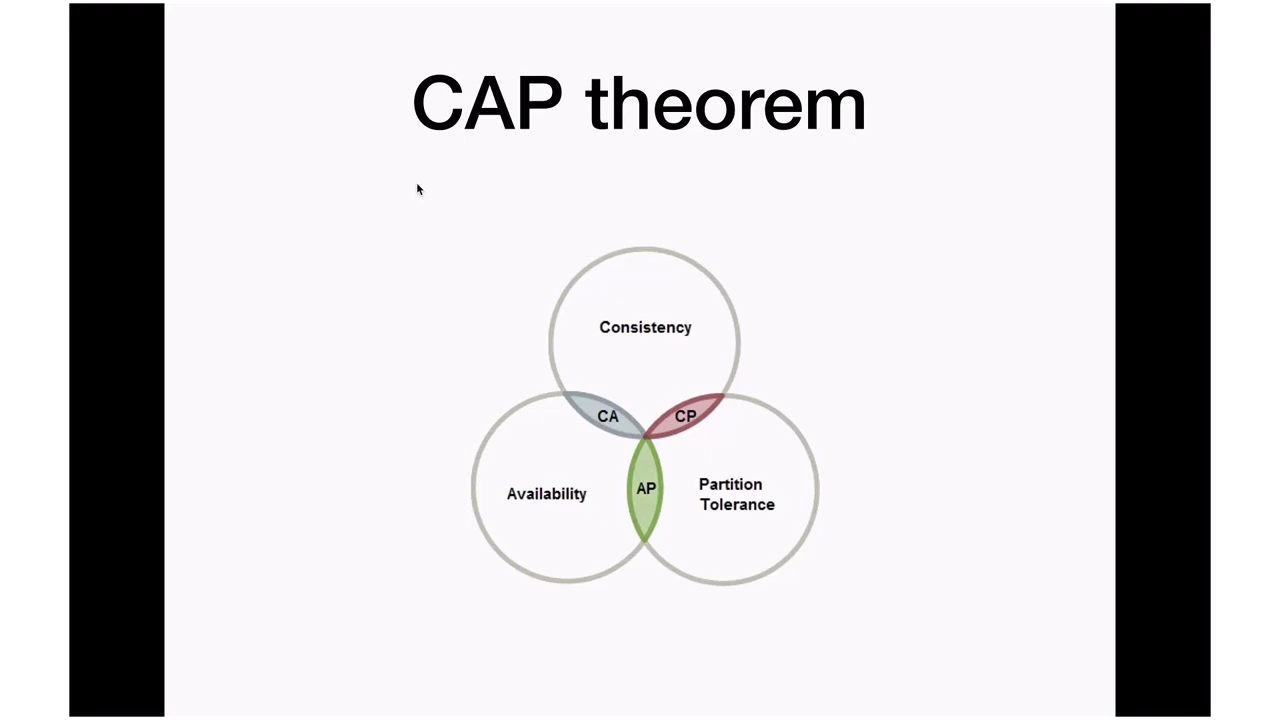 CAP theorem
Consistency
CA
CP
Availability
AP
Partition
Tolerance